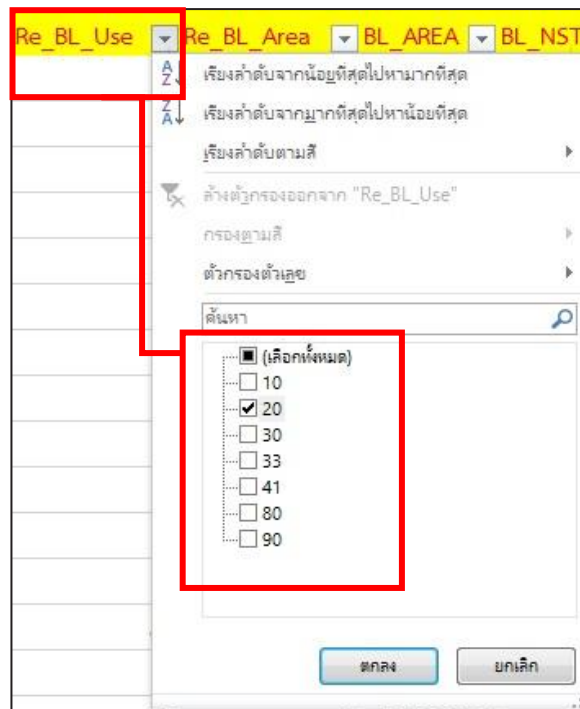 Re_BL_Use Re_BL_Area BL_AREA BL_NST
เรียงลำดับจากน้อยที่สุดไปหามากที่สุด
เรียงลำดับจากมากที่สุดไปหาน้อยที่สุด
เรียงลำดับตามสี
ล้างตัวกรองออกจาก "Re_BL_Use"
กรองตามสี
ตัวกรองตัวเลข
ค้นหา
(เลือกทั้งหมด)
10
20
30
33
41
80
90
ตกลง ยกเลิก